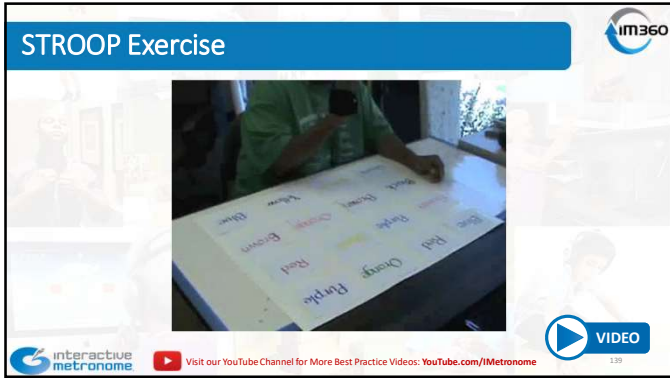 STROOP Exercise
IM360
Blue Yellow Black
Brown Orange Brown
Red Purple
Purple Orange Red Blue
interactive
metronome
Visit our YouTube Channel for More Best Practice Videos: YouTube.com/IMetronome
VIDEO
139